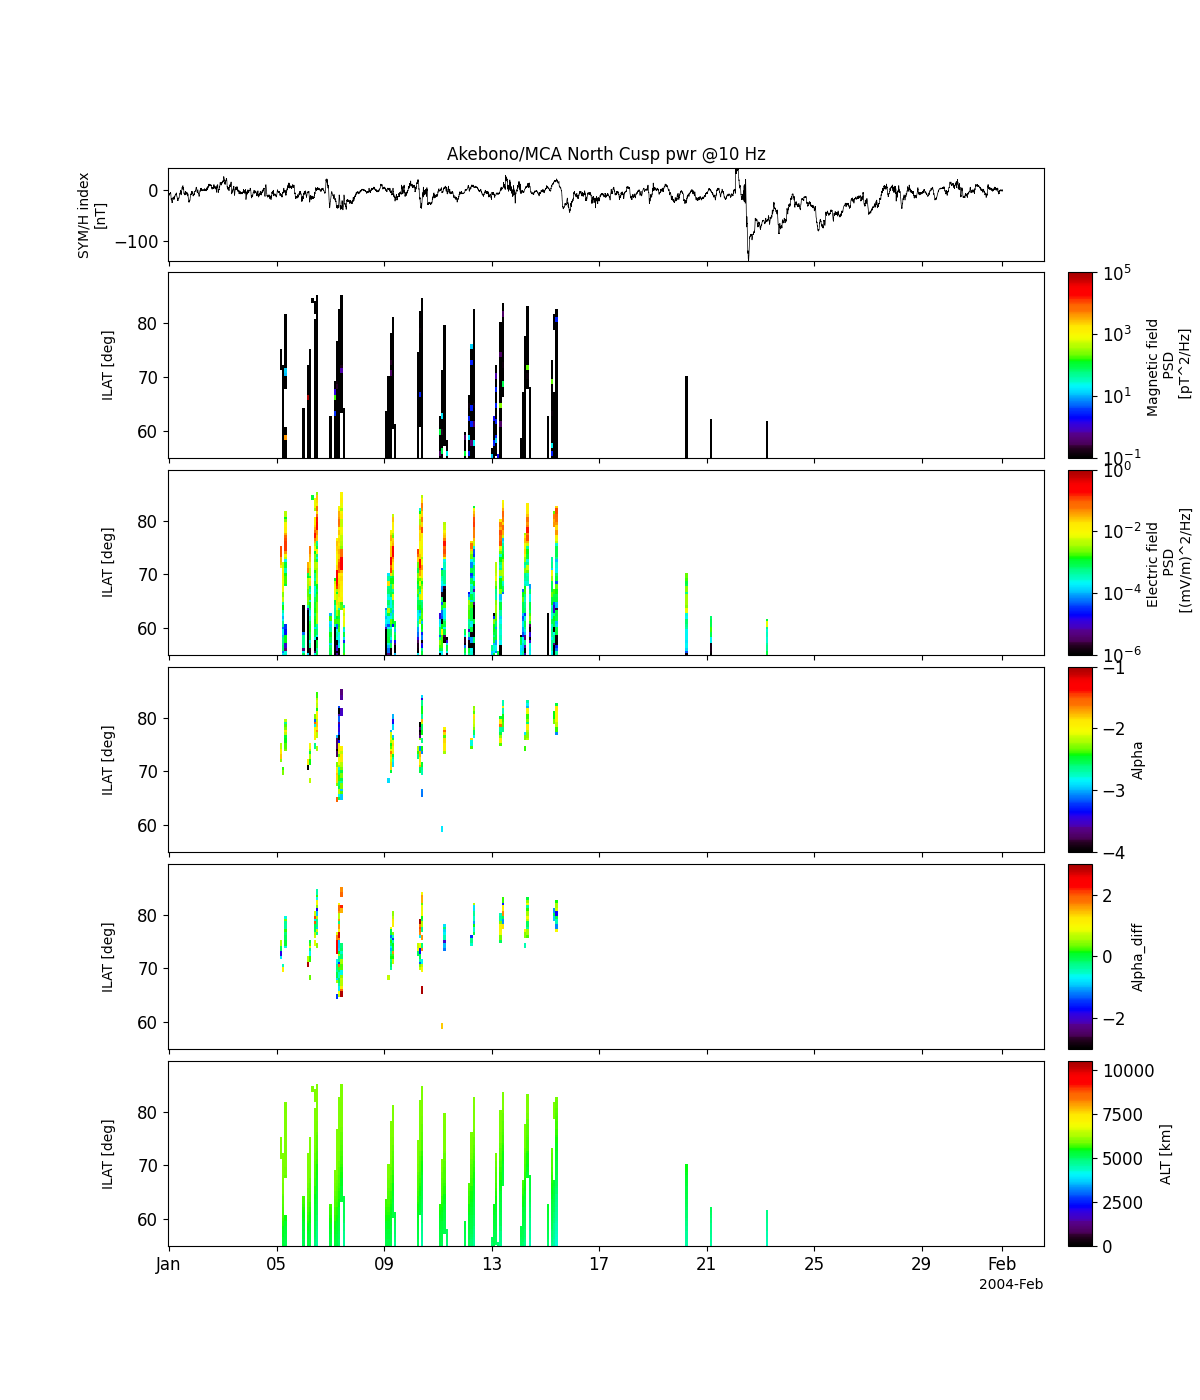 Akebono/MCA North Cusp pwr @10 Hz
SYM/H index
[nT]
0
−100
ILAT [deg]
80
70
60
10^5
10^3
10^1
10^-1
Magnetic field
PSD
[pT^2/Hz]
ILAT [deg]
80
70
60
10^0
10^-2
10^-4
10^-6
Electric field
PSD
[(mV/m)^2/Hz]
ILAT [deg]
80
70
60
−1
−2
−3
−4
Alpha
ILAT [deg]
80
70
60
2
0
−2
Alpha_diff
ILAT [deg]
80
70
60
10000
7500
5000
2500
0
ALT [km]
Jan 05 09 13 17 21 25 29 Feb
2004-Feb